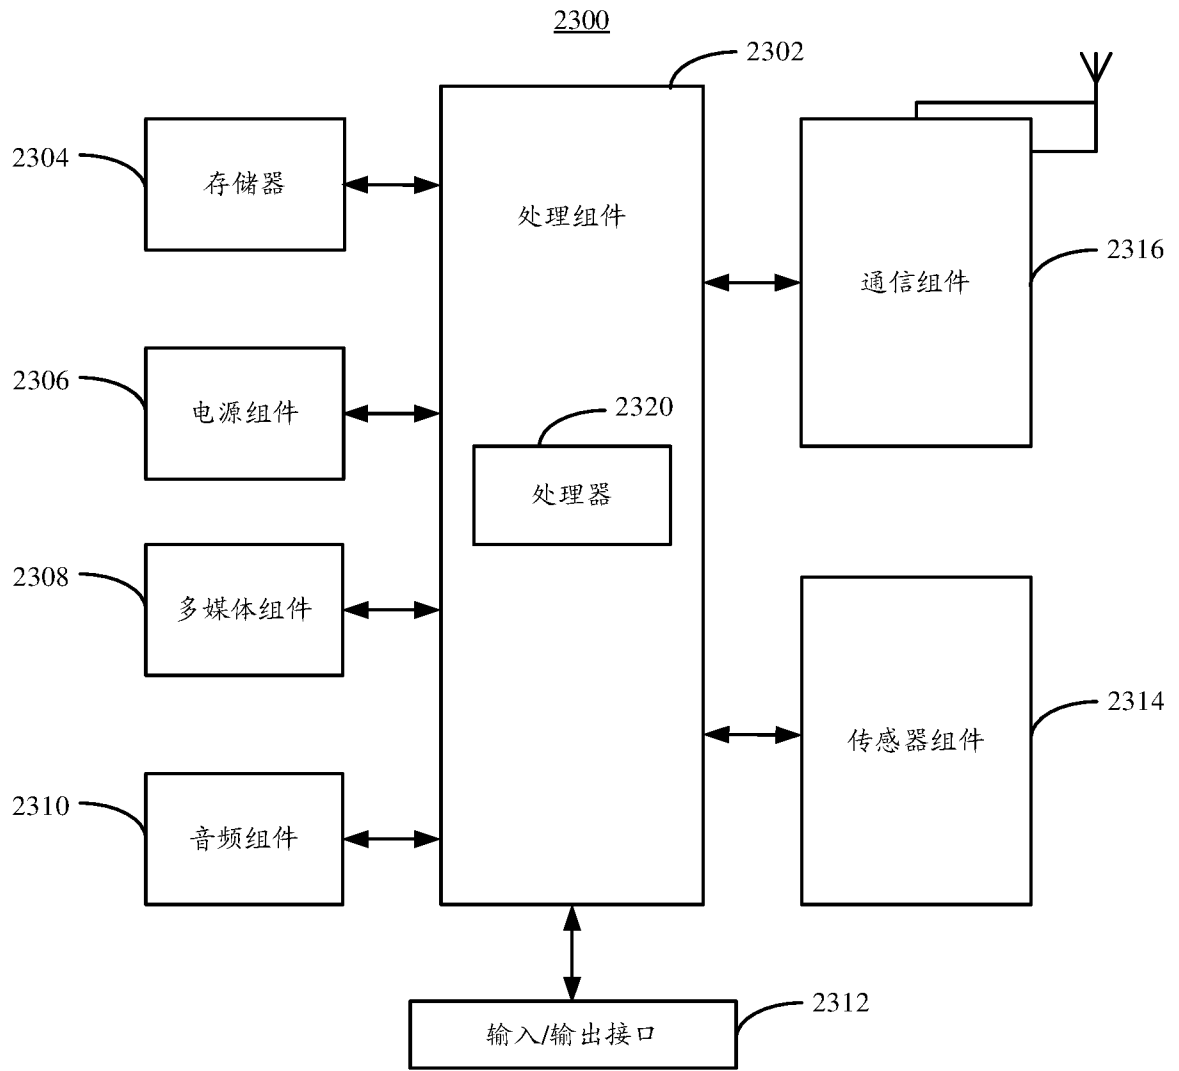 2300
2302
2304
存储器
处理组件
2316
通信组件
2306
电源组件
2320
处理器
2308
多媒体组件
2314
传感器组件
2310
音频组件
2312
输入/输出接口